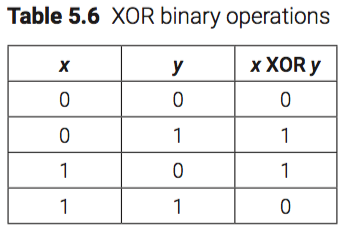 Table 5.6 XOR binary operations
x y x XOR y
0 0 0
0 1 1
1 0 1
1 1 0